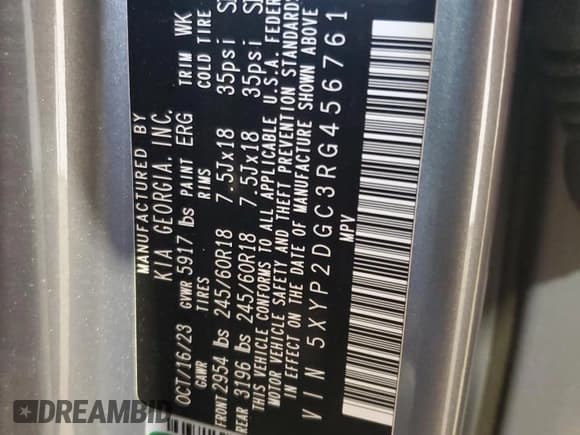 MANUFACTURED BY
KIA GEORGIA, INC.
OCT/16/23 GVWR 5917 lbs PAINT ERG TRIM WK
GAWR TIRES RIMS COLD TIRE
FRONT 2954 lbs 245/60R18 7.5Jx18 35psi
REAR 3196 lbs 245/60R18 7.5Jx18 35psi
THIS VEHICLE CONFORMS TO ALL APPLICABLE U.S.A. FEDER
MOTOR VEHICLE SAFETY AND THEFT PREVENTION STANDARDS
IN EFFECT ON THE DATE OF MANUFACTURE SHOWN ABOVE
VIN 5XYP2DGC3RG456761
MPV
DREAMBID